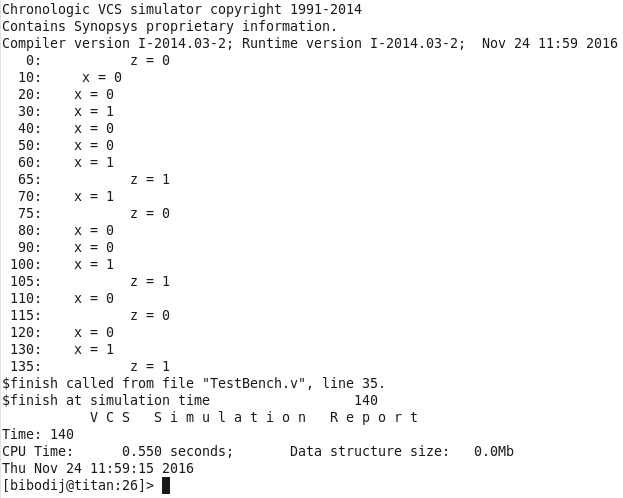 Chronologic VCS simulator copyright 1991-2014
Contains Synopsys proprietary information.
Compiler version I-2014.03-2; Runtime version I-2014.03-2;  Nov 24 11:59 2016
   0:           z = 0
  10:     x = 0
  20:    x = 0
  30:    x = 1
  40:    x = 0
  50:    x = 0
  60:    x = 1
  65:           z = 1
  70:    x = 1
  75:           z = 0
  80:    x = 0
  90:    x = 0
 100:    x = 1
 105:           z = 1
 110:    x = 0
 115:           z = 0
 120:    x = 0
 130:    x = 1
 135:           z = 1
$finish called from file "TestBench.v", line 35.
$finish at simulation time                  140
           V C S   S i m u l a t i o n   R e p o r t
Time: 140
CPU Time:      0.550 seconds;       Data structure size:   0.0Mb
Thu Nov 24 11:59:15 2016
[bibodij@titan:26]>